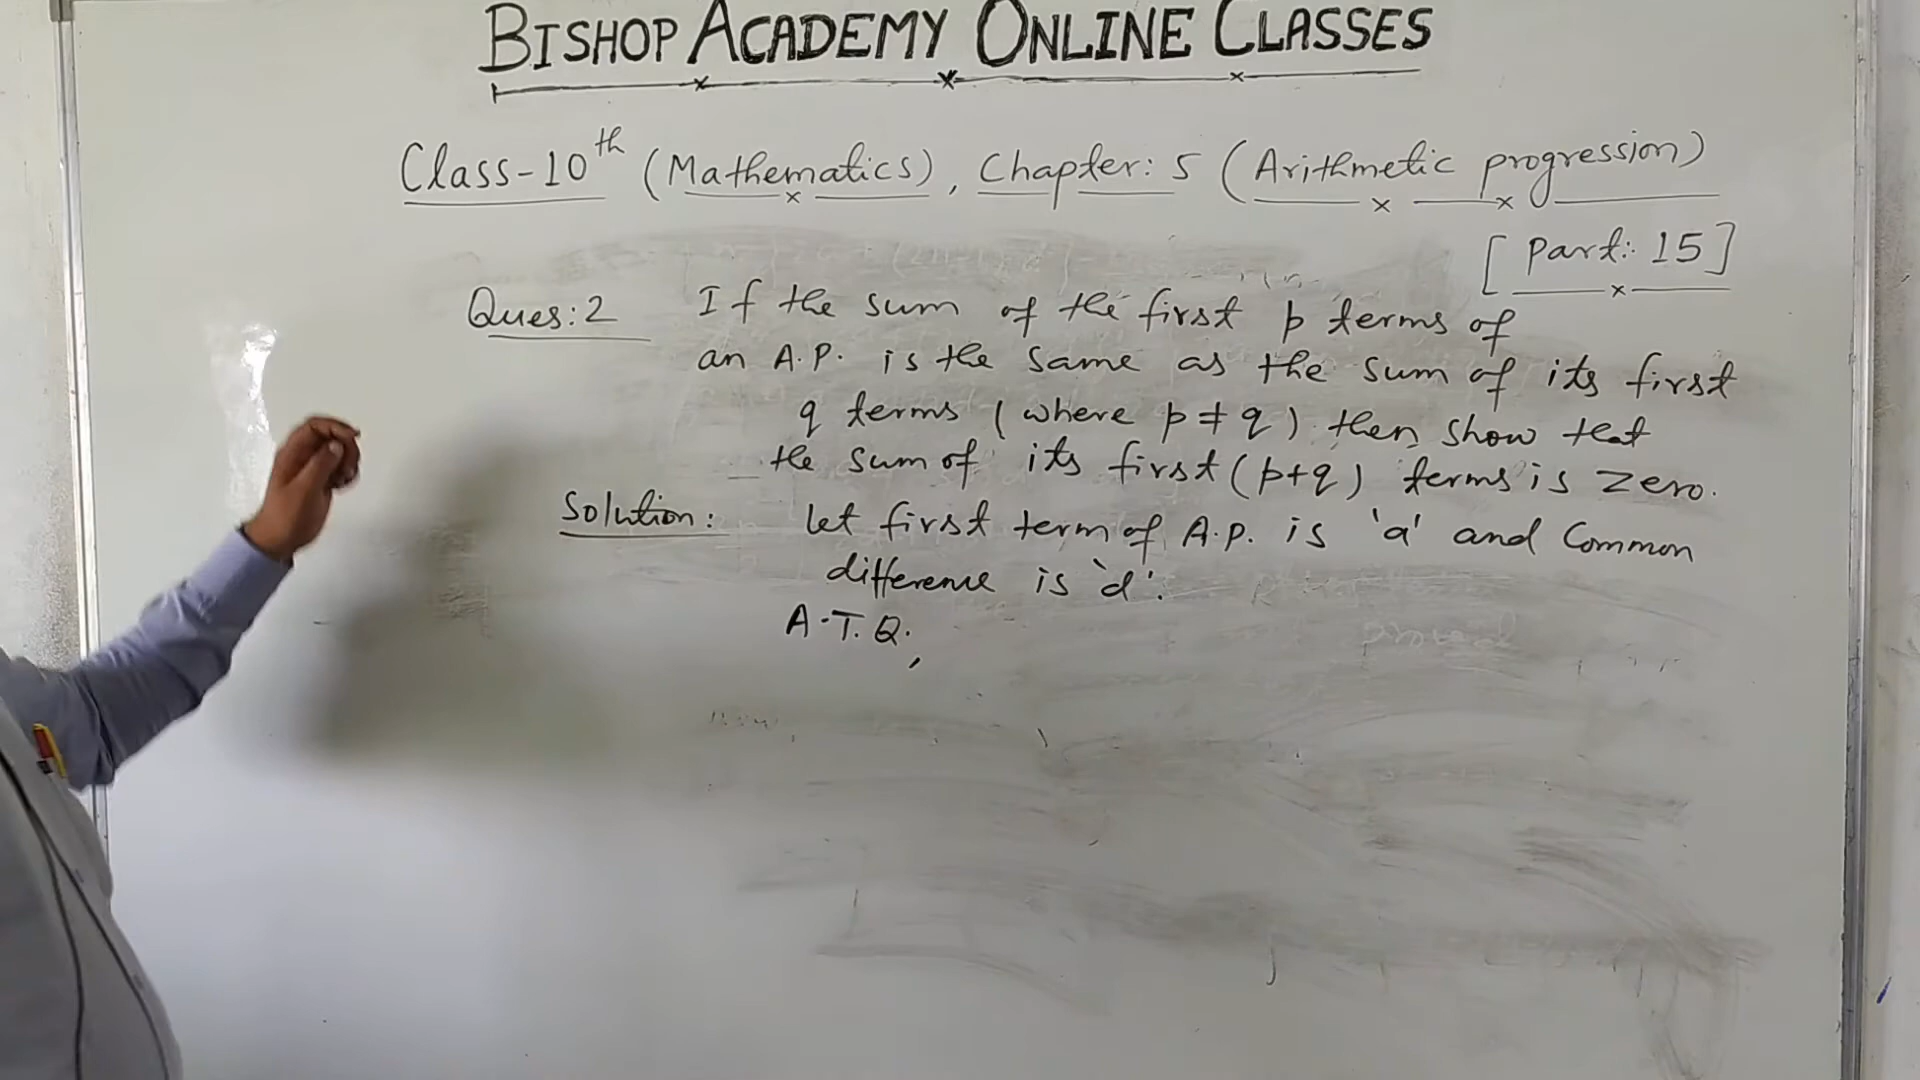 BISHOP ACADEMY ONLINE CLASSES
Class-10th (Mathematics), Chapter: 5 (Arithmetic progression)
[Part: 15]
Ques:2 If the sum of the first p terms of
an A.P. is the same as the sum of its first
q terms (where p ≠ q) then show that
the sum of its first (p+q) terms is zero.
Solution: Let first term of A.P. is 'a' and Common
difference is 'd'.
A.T.Q.,